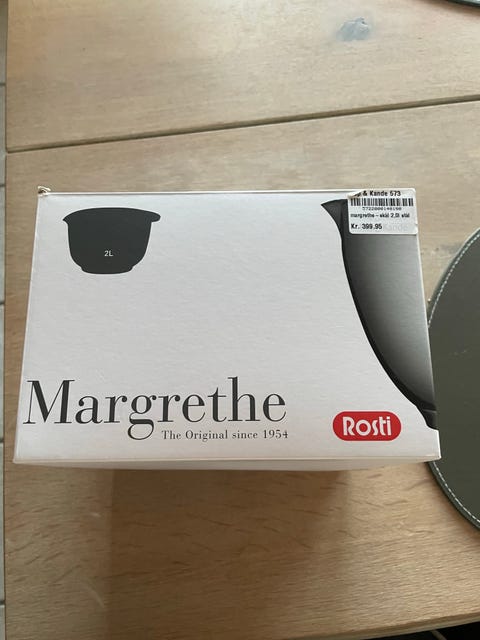 & Kande 573
margrethe - skål 2,0l stål
Kr. 399.95
2L
Margrethe
The Original since 1954
Rosti